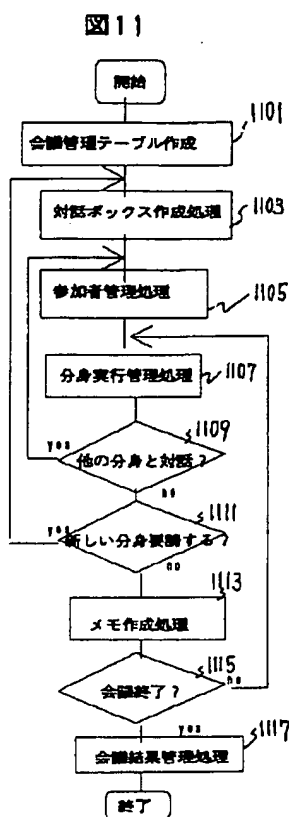 図11
開始
会議管理テーブル作成
1101
対話ボックス作成処理
1103
参加者管理処理
1105
分身実行管理処理
1107
1109
yes
他の分身と対話？
no
1111
yes
新しい分身要請する？
no
1113
メモ作成処理
1115
会議終了？
no
yes
1117
会議結果管理処理
終了